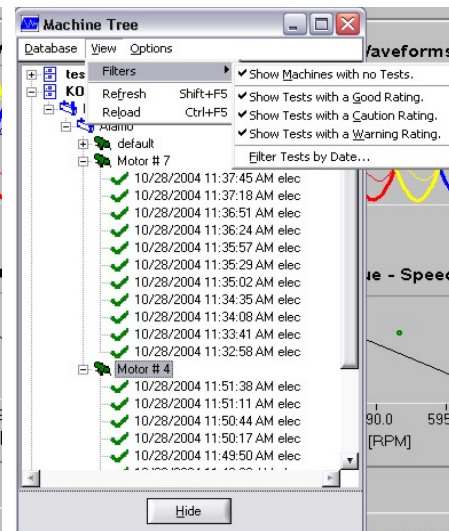 Machine Tree
Database View Options
Filters
Refresh Shift+F5
Reload Ctrl+F5
Show Machines with no Tests.
Show Tests with a Good Rating.
Show Tests with a Caution Rating.
Show Tests with a Warning Rating.
Filter Tests by Date...
tes
KO
Alamo
default
Motor # 7
10/28/2004 11:37:45 AM elec
10/28/2004 11:37:18 AM elec
10/28/2004 11:36:51 AM elec
10/28/2004 11:36:24 AM elec
10/28/2004 11:35:57 AM elec
10/28/2004 11:35:29 AM elec
10/28/2004 11:35:02 AM elec
10/28/2004 11:34:35 AM elec
10/28/2004 11:34:08 AM elec
10/28/2004 11:33:41 AM elec
10/28/2004 11:32:58 AM elec
Motor # 4
10/28/2004 11:51:38 AM elec
10/28/2004 11:51:11 AM elec
10/28/2004 11:50:44 AM elec
10/28/2004 11:50:17 AM elec
10/28/2004 11:49:50 AM elec
Hide
Waveforms
ue - Speed
90.0 595
[RPM]